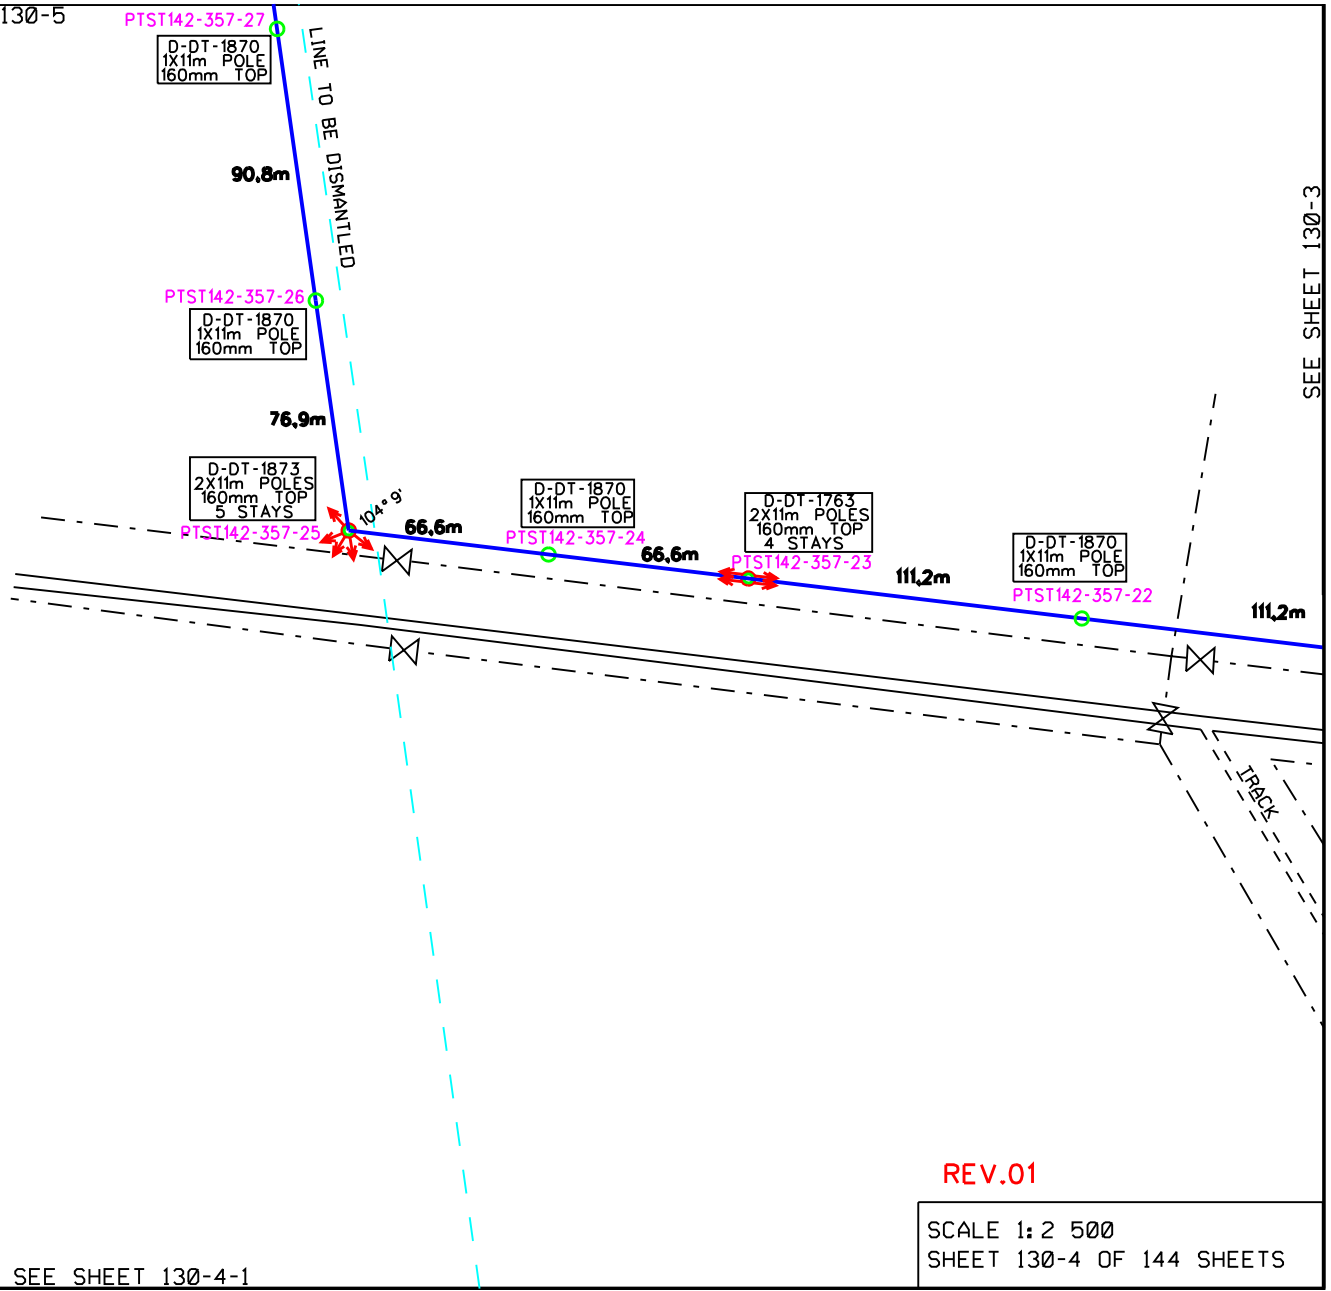 130-5
PTST142-357-27
D-DT-1870
1X11m POLE
160mm TOP
LINE TO BE DISMANTLED
90,8m
SEE SHEET 130-3
PTST142-357-26
D-DT-1870
1X11m POLE
160mm TOP
76,9m
D-DT-1873
2X11m POLES
160mm TOP
5 STAYS
PTST142-357-25
104° 9'
66,6m
D-DT-1870
1X11m POLE
160mm TOP
PTST142-357-24
66,6m
D-DT-1763
2X11m POLES
160mm TOP
4 STAYS
PTST142-357-23
111,2m
D-DT-1870
1X11m POLE
160mm TOP
PTST142-357-22
111,2m
TRACK
REV.01
SCALE 1:2 500
SHEET 130-4 OF 144 SHEETS
SEE SHEET 130-4-1